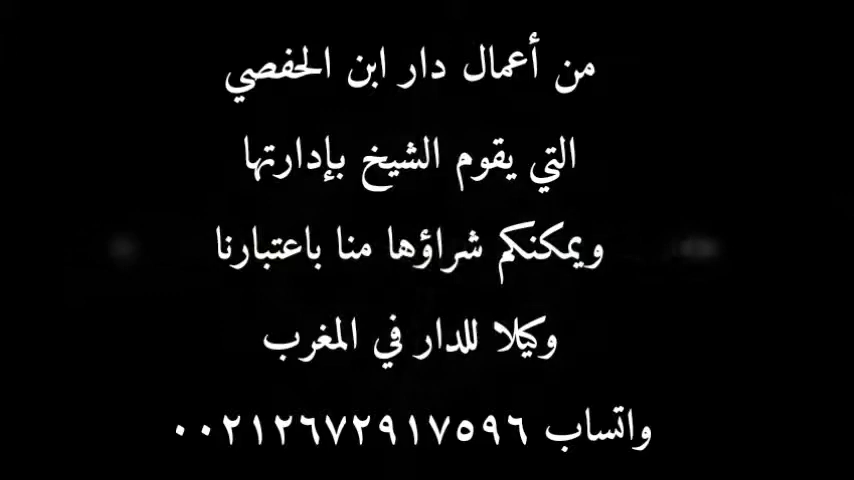 من أعمال دار ابن الحفصي
التي يقوم الشيخ بإدارتها
ويمكنكم شراؤها منا باعتبارنا
وكيلا للدار في المغرب
واتساب ٠٠٢١٢٦٧٢٩١٧٥٩٦